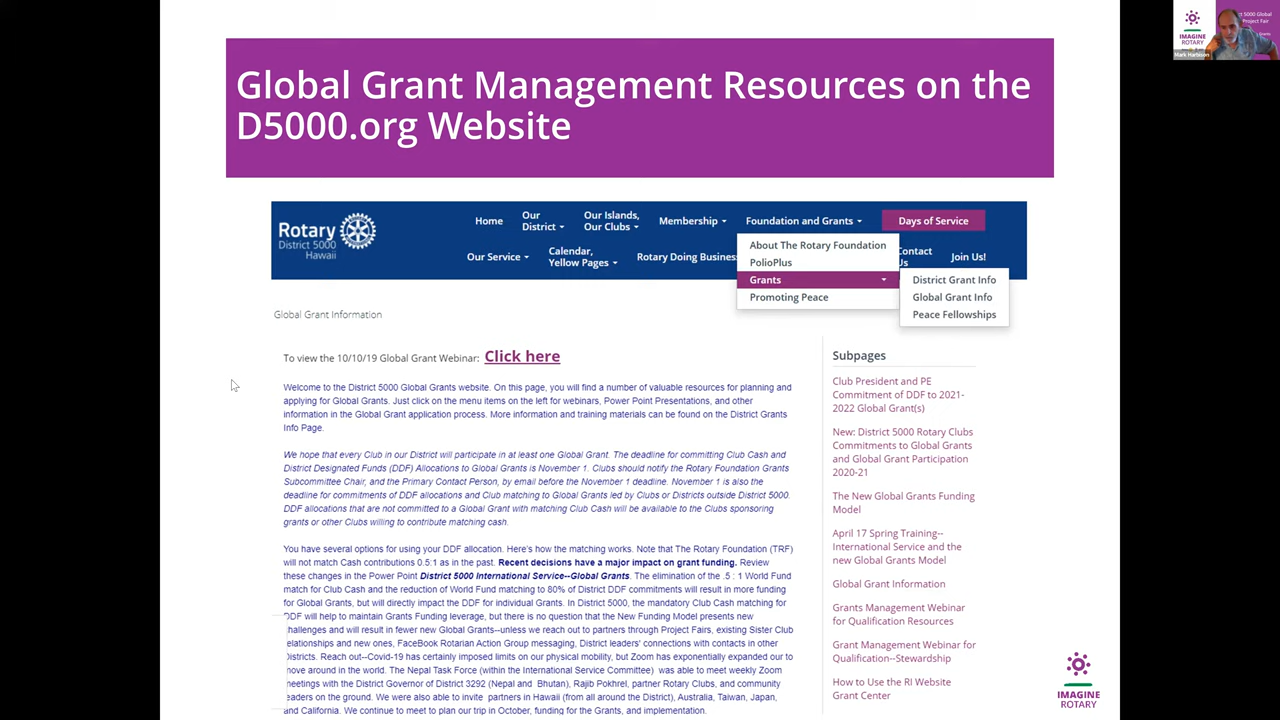 Global Grant Management Resources on the
D5000.org Website
Rotary
District 5000
Hawaii
Home
Our
District
Our Islands,
Our Clubs
Membership
Foundation and Grants
Days of Service
Our Service
Calendar,
Yellow Pages
Rotary Doing Busines
Contact
Us
Join Us!
About The Rotary Foundation
PolioPlus
Grants
Promoting Peace
District Grant Info
Global Grant Info
Peace Fellowships
Global Grant Information
To view the 10/10/19 Global Grant Webinar: Click here
Welcome to the District 5000 Global Grants website. On this page, you will find a number of valuable resources for planning and
applying for Global Grants. Just click on the menu items on the left for webinars, Power Point Presentations, and other
information in the Global Grant application process. More information and training materials can be found on the District Grants
Info Page.
We hope that every Club in our District will participate in at least one Global Grant. The deadline for committing Club Cash and
District Designated Funds (DDF) Allocations to Global Grants is November 1. Clubs should notify the Rotary Foundation Grants
Subcommittee Chair, and the Primary Contact Person, by email before the November 1 deadline. November 1 is also the
deadline for commitments of DDF allocations and Club matching to Global Grants led by Clubs or Districts outside District 5000.
DDF allocations that are not committed to a Global Grant with matching Club Cash will be available to the Clubs sponsoring
grants or other Clubs willing to contribute matching cash.
You have several options for using your DDF allocation. Here's how the matching works. Note that The Rotary Foundation (TRF)
will not match Cash contributions 0.5:1 as in the past. Recent decisions have a major impact on grant funding. Review
these changes in the Power Point District 5000 International Service--Global Grants. The elimination of the .5 : 1 World Fund
match for Club Cash and the reduction of World Fund matching to 80% of District DDF commitments will result in more funding
for Global Grants, but will directly impact the DDF for individual Grants. In District 5000, the mandatory Club Cash matching for
DDF will help to maintain Grants Funding leverage, but there is no question that the New Funding Model presents new
challenges and will result in fewer new Global Grants--unless we reach out to partners through Project Fairs, existing Sister Club
relationships and new ones, FaceBook Rotarian Action Group messaging, District leaders' connections with contacts in other
Districts. Reach out--Covid-19 has certainly imposed limits on our physical mobility, but Zoom has exponentially expanded our to
move around in the world. The Nepal Task Force (within the International Service Committee) was able to meet weekly Zoom
meetings with the District Governor of District 3292 (Nepal and Bhutan), Rajib Pokhrel, partner Rotary Clubs, and community
leaders on the ground. We were also able to invite partners in Hawaii (from all around the District), Australia, Taiwan, Japan,
and California. We continue to meet to plan our trip in October, funding for the Grants, and implementation.
Subpages
Club President and PE
Commitment of DDF to 2021-
2022 Global Grant(s)
New: District 5000 Rotary Clubs
Commitments to Global Grants
and Global Grant Participation
2020-21
The New Global Grants Funding
Model
April 17 Spring Training--
International Service and the
new Global Grants Model
Global Grant Information
Grants Management Webinar
for Qualification Resources
Grant Management Webinar for
Qualification--Stewardship
How to Use the RI Website
Grant Center
IMAGINE
ROTARY
IMAGINE
ROTARY
Mark Harbison
5000 Global
Project Fair
Grants